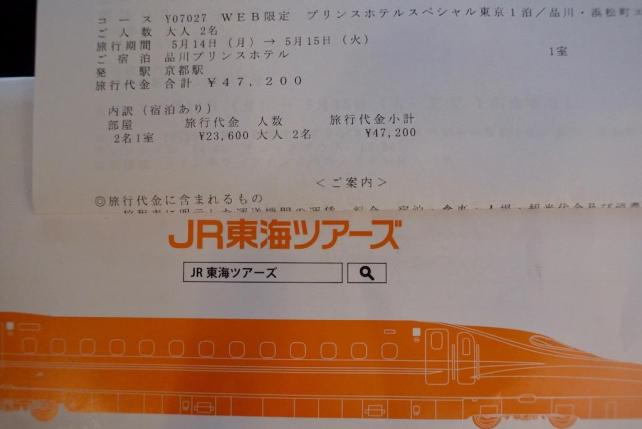 コース Y07027 WEB限定 プリンスホテルスペシャル東京1泊/品川・浜松町
ご人数 大人 2名
旅行期間 5月14日(月)→5月15日(火)
ご宿泊 品川プリンスホテル 1室
発駅 京都駅
旅行代金 合計 ¥47,200
内訳(宿泊あり)
部屋 旅行代金 人数 旅行代金小計
2名1室 ¥23,600 大人 2名 ¥47,200
<ご案内>
◎旅行代金に含まれるもの
JR東海ツアーズ
JR東海ツアーズ